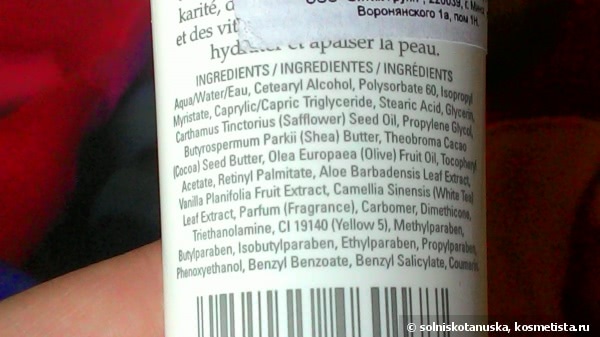 karité, d
et des vit
hydrater et apaiser la peau.
220039, г. Минск
Воронянского 1а, пом 1Н.
INGREDIENTS / INGREDIENTES / INGRÉDIENTS
Aqua/Water/Eau, Cetearyl Alcohol, Polysorbate 60, Isopropyl
Myristate, Caprylic/Capric Triglyceride, Stearic Acid, Glycerin,
Carthamus Tinctorius (Safflower) Seed Oil, Propylene Glycol,
Butyrospermum Parkii (Shea) Butter, Theobroma Cacao
(Cocoa) Seed Butter, Olea Europaea (Olive) Fruit Oil, Tocopheryl
Acetate, Retinyl Palmitate, Aloe Barbadensis Leaf Extract,
Vanilla Planifolia Fruit Extract, Camellia Sinensis (White Tea)
Leaf Extract, Parfum (Fragrance), Carbomer, Dimethicone,
Triethanolamine, CI 19140 (Yellow 5), Methylparaben,
Butylparaben, Isobutylparaben, Ethylparaben, Propylparaben,
Phenoxyethanol, Benzyl Benzoate, Benzyl Salicylate, Coumarin,
© solniskotanuska, kosmetista.ru